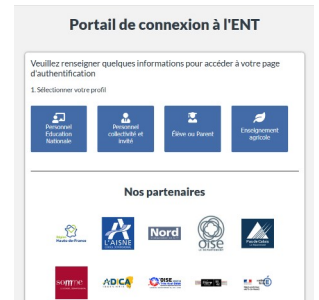 Portail de connexion à l'ENT
Veuillez renseigner quelques informations pour accéder à votre page
d'authentification
1. Sélectionner votre profil
Personnel
Education
Nationale
Personnel
collectivité et
invité
Élève ou Parent
Enseignement
agricole
Nos partenaires
Hauts-de-France
L'AISNE
Nord
Oise
Pas-de-Calais
somme
ADICA
OISE